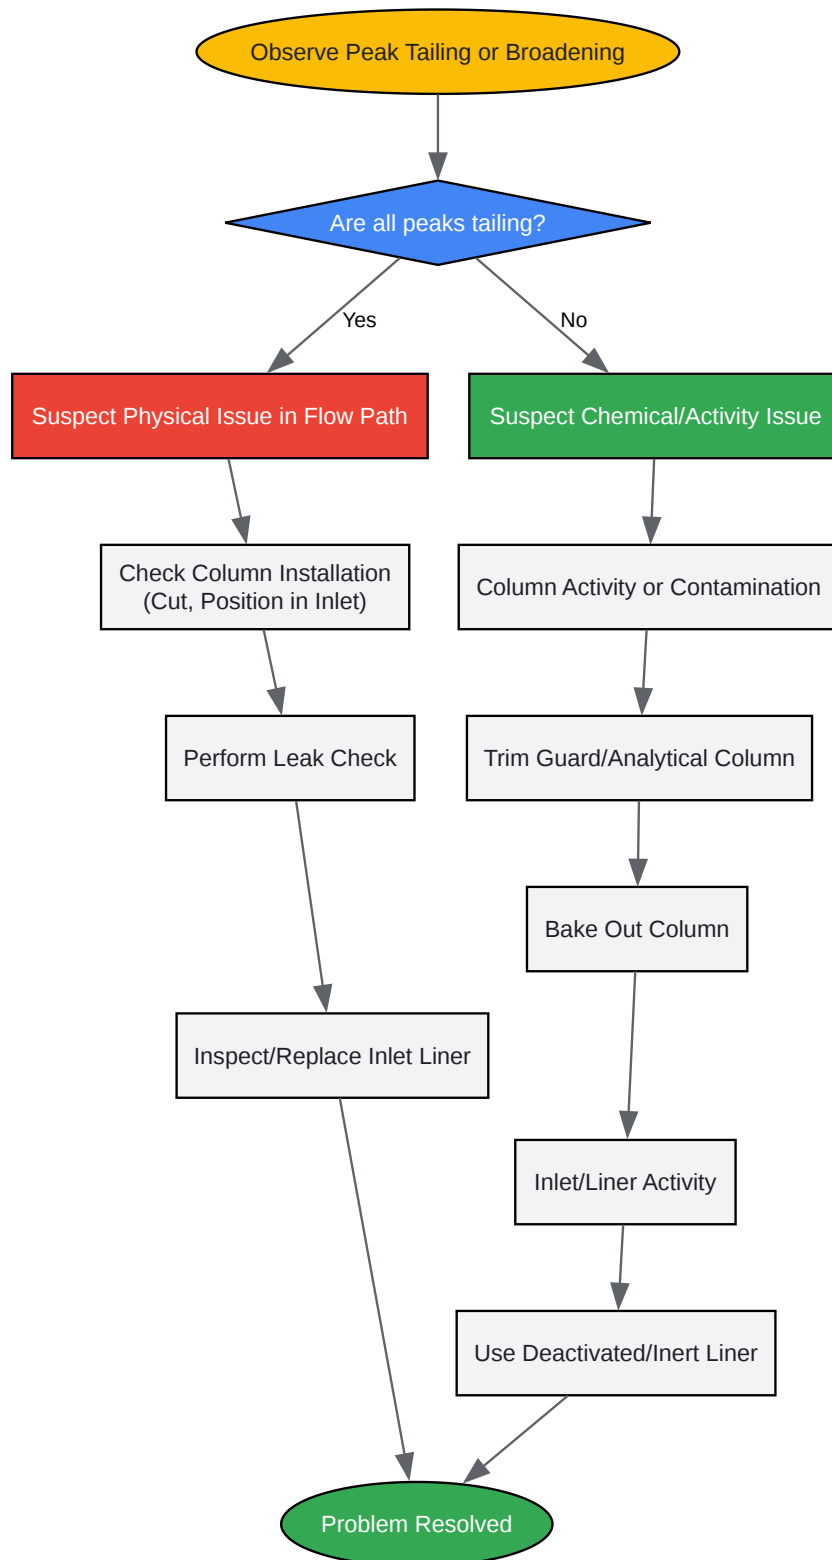 Observe Peak Tailing or Broadening
Are all peaks tailing?
Yes
No
Suspect Physical Issue in Flow Path
Suspect Chemical/Activity Issue
Check Column Installation
(Cut, Position in Inlet)
Column Activity or Contamination
Perform Leak Check
Trim Guard/Analytical Column
Bake Out Column
Inspect/Replace Inlet Liner
Inlet/Liner Activity
Use Deactivated/Inert Liner
Problem Resolved